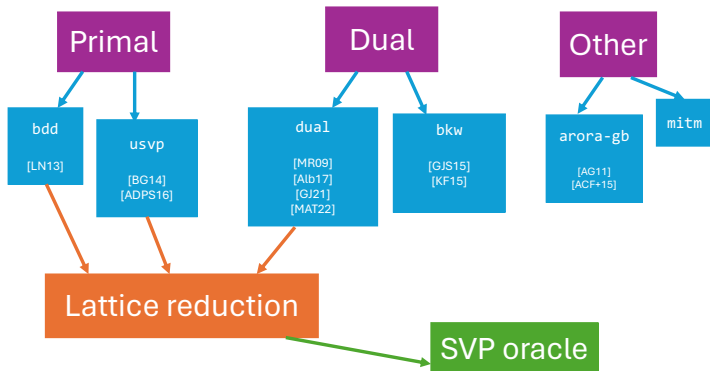 Primal
Dual
Other
bdd
[LN13]
usvp
[BG14]
[ADPS16]
dual
[MR09]
[Alb17]
[GJ21]
[MAT22]
bkw
[GJS15]
[KF15]
arora-gb
[AG11]
[ACF+15]
mitm
Lattice reduction
SVP oracle